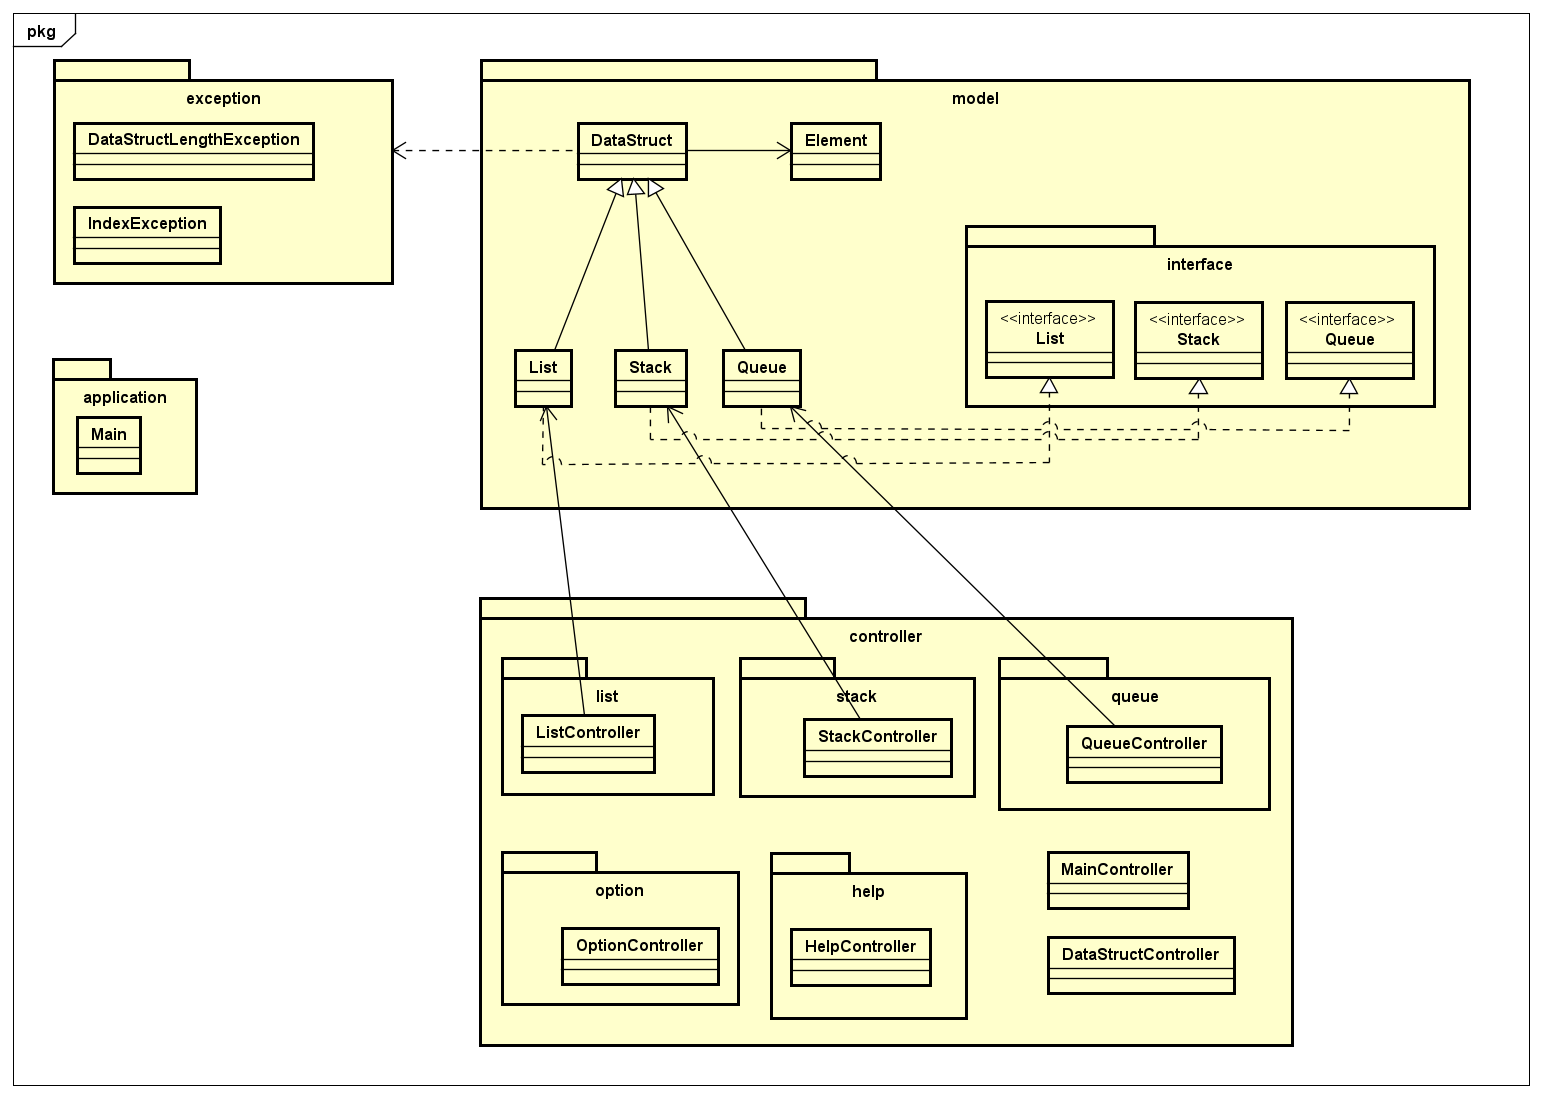 pkg
exception
DataStructLengthException
IndexException
application
Main
model
DataStruct
Element
List
Stack
Queue
interface
<<interface>>
List
<<interface>>
Stack
<<interface>>
Queue
controller
list
ListController
stack
StackController
queue
QueueController
option
OptionController
help
HelpController
MainController
DataStructController